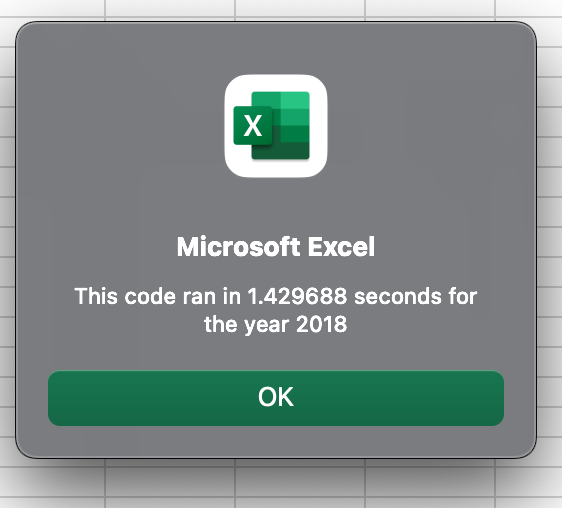 X
Microsoft Excel
This code ran in 1.429688 seconds for
the year 2018
OK